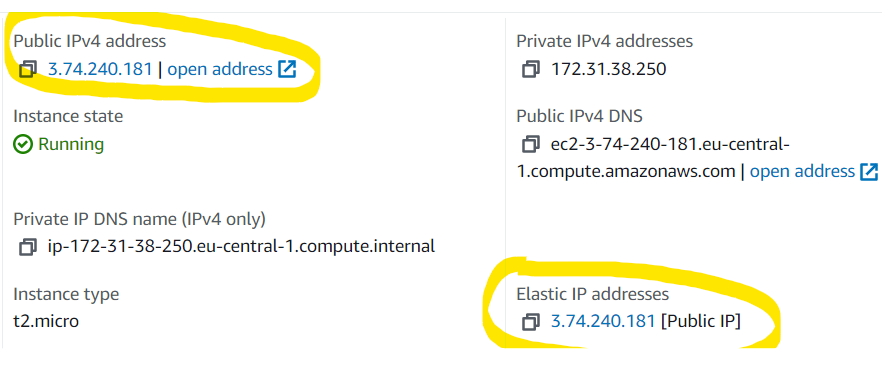 Public IPv4 address
3.74.240.181 | open address
Private IPv4 addresses
172.31.38.250
Instance state
Running
Public IPv4 DNS
ec2-3-74-240-181.eu-central-
1.compute.amazonaws.com | open address
Private IP DNS name (IPv4 only)
ip-172-31-38-250.eu-central-1.compute.internal
Instance type
t2.micro
Elastic IP addresses
3.74.240.181 [Public IP]